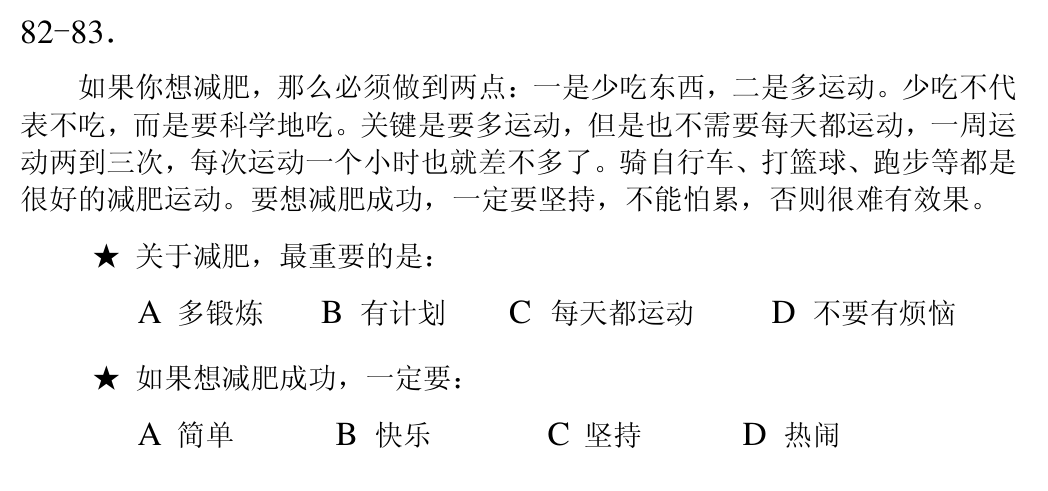 82-83.
如果你想减肥，那么必须做到两点：一是少吃东西，二是多运动。少吃不代
表不吃，而是要科学地吃。关键是要多运动，但是也不需要每天都运动，一周运
动两到三次，每次运动一个小时也就差不多了。骑自行车、打篮球、跑步等都是
很好的减肥运动。要想减肥成功，一定要坚持，不能怕累，否则很难有效果。
★ 关于减肥，最重要的是：
A 多锻炼 B 有计划 C 每天都运动 D 不要有烦恼
★ 如果想减肥成功，一定要：
A 简单 B 快乐 C 坚持 D 热闹